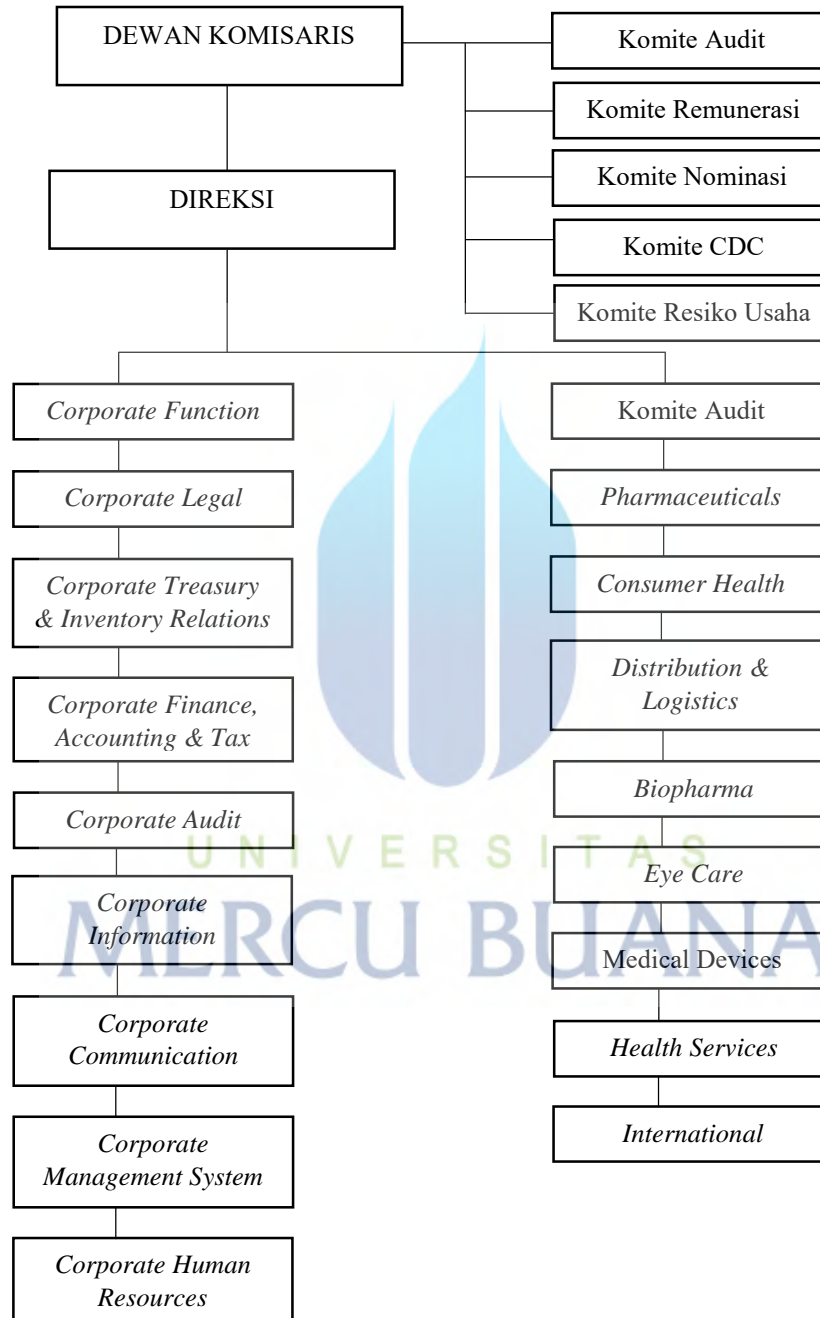 DEWAN KOMISARIS
Komite Audit
Komite Remunerasi
Komite Nominasi
Komite CDC
Komite Resiko Usaha
DIREKSI
Corporate Function
Corporate Legal
Corporate Treasury
& Inventory Relations
Corporate Finance,
Accounting & Tax
Corporate Audit
Corporate
Information
Corporate
Communication
Corporate
Management System
Corporate Human
Resources
Komite Audit
Pharmaceuticals
Consumer Health
Distribution &
Logistics
Biopharma
Eye Care
Medical Devices
Health Services
International
UNIVERSITAS
MERCU BUANA